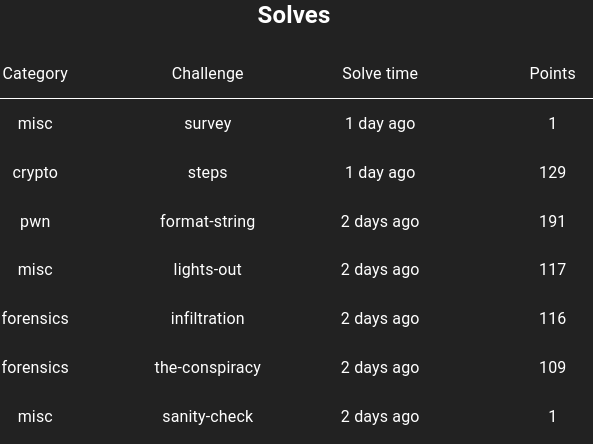 Solves
Category Challenge Solve time Points
misc survey 1 day ago 1
crypto steps 1 day ago 129
pwn format-string 2 days ago 191
misc lights-out 2 days ago 117
forensics infiltration 2 days ago 116
forensics the-conspiracy 2 days ago 109
misc sanity-check 2 days ago 1